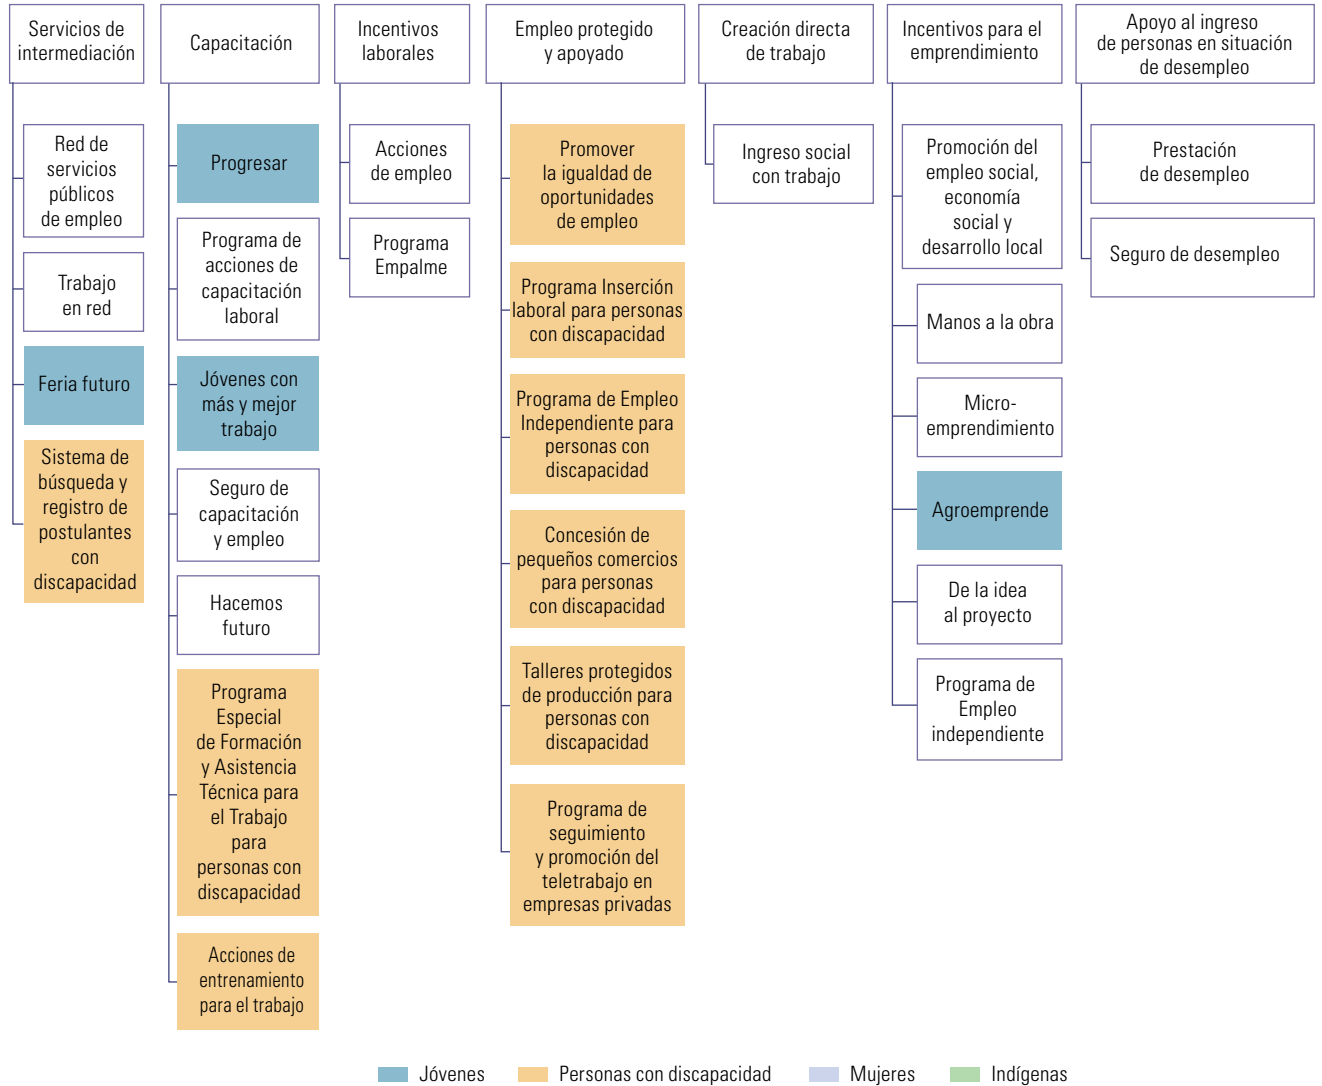 Servicios de
intermediación
Red de
servicios
públicos
de empleo
Trabajo
en red
Feria futuro
Sistema de
búsqueda y
registro de
postulantes
con
discapacidad
Capacitación
Progresar
Programa de
acciones de
capacitación
laboral
Jóvenes con
más y mejor
trabajo
Seguro de
capacitación
y empleo
Hacemos
futuro
Programa
Especial
de Formación
y Asistencia
Técnica para
el Trabajo
para
personas con
discapacidad
Acciones de
entrenamiento
para el trabajo
Incentivos
laborales
Acciones
de empleo
Programa
Empalme
Empleo protegido
y apoyado
Promover
la igualdad de
oportunidades
de empleo
Programa Inserción
laboral para personas
con discapacidad
Programa de Empleo
Independiente para
personas con
discapacidad
Concesión de
pequeños comercios
para personas
con discapacidad
Talleres protegidos
de producción para
personas con
discapacidad
Programa de
seguimiento
y promoción del
teletrabajo en
empresas privadas
Creación directa
de trabajo
Ingreso social
con trabajo
Incentivos para el
emprendimiento
Promoción del
empleo social,
economía
social y
desarrollo local
Manos a la obra
Micro-
emprendimiento
Agroemprende
De la idea
al proyecto
Programa de
Empleo
independiente
Apoyo al ingreso
de personas en situación
de desempleo
Prestación
de desempleo
Seguro de desempleo
Jóvenes
Personas con discapacidad
Mujeres
Indígenas